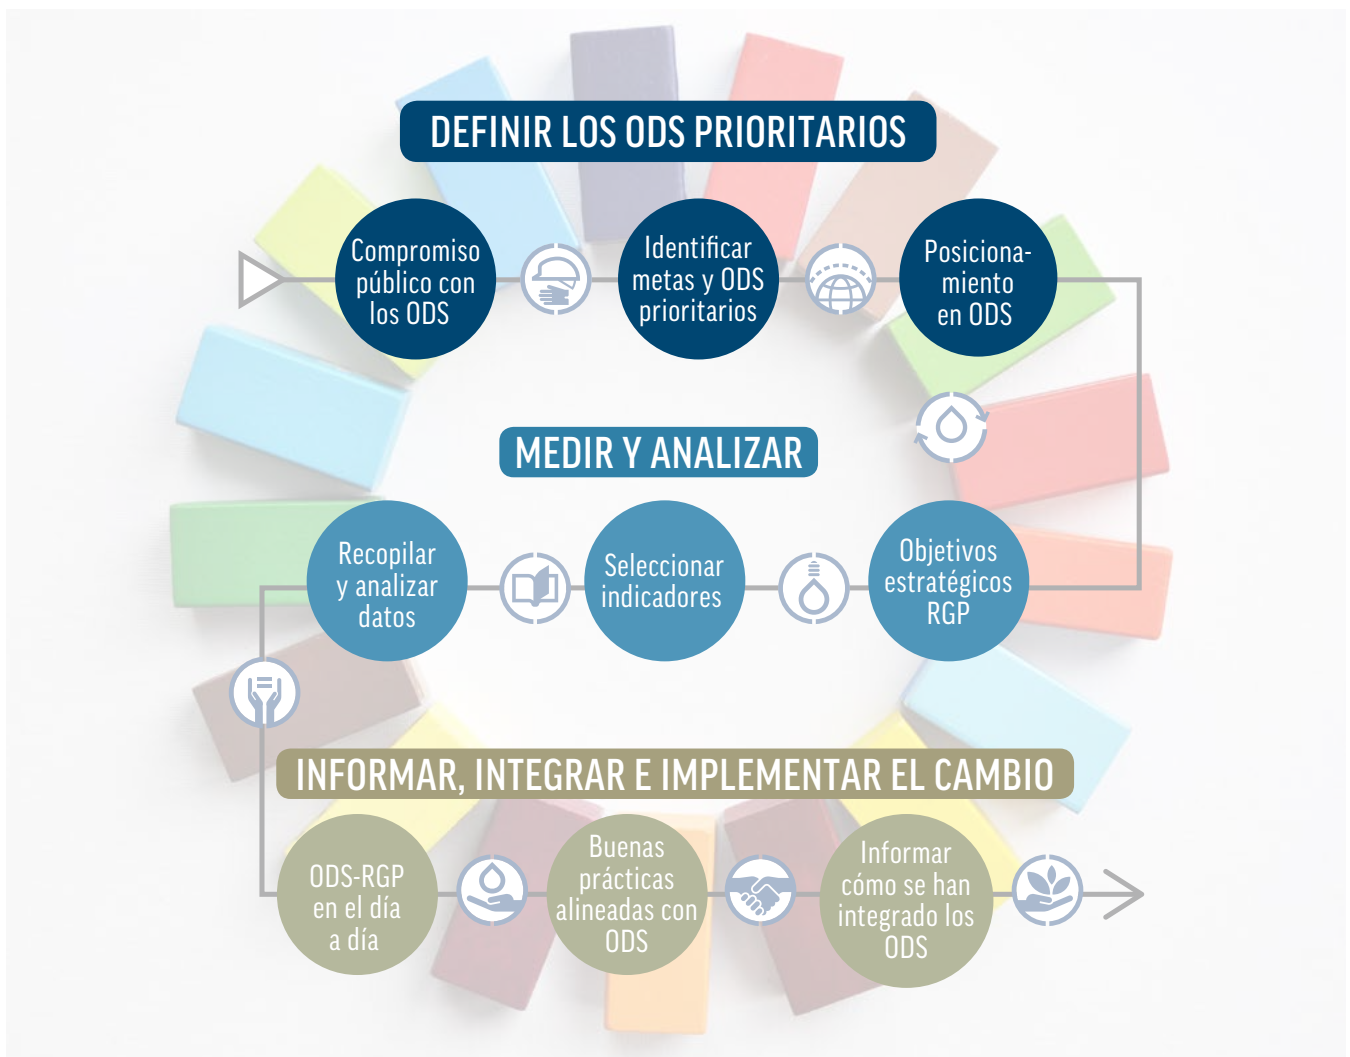 DEFINIR LOS ODS PRIORITARIOS
Compromiso
público con
los ODS
Identificar
metas y ODS
prioritarios
Posiciona-
miento
en ODS
MEDIR Y ANALIZAR
Recopilar
y analizar
datos
Seleccionar
indicadores
Objetivos
estratégicos
RGP
INFORMAR, INTEGRAR E IMPLEMENTAR EL CAMBIO
ODS-RGP
en el día
a día
Buenas
prácticas
alineadas con
ODS
Informar
cómo se han
integrado los
ODS